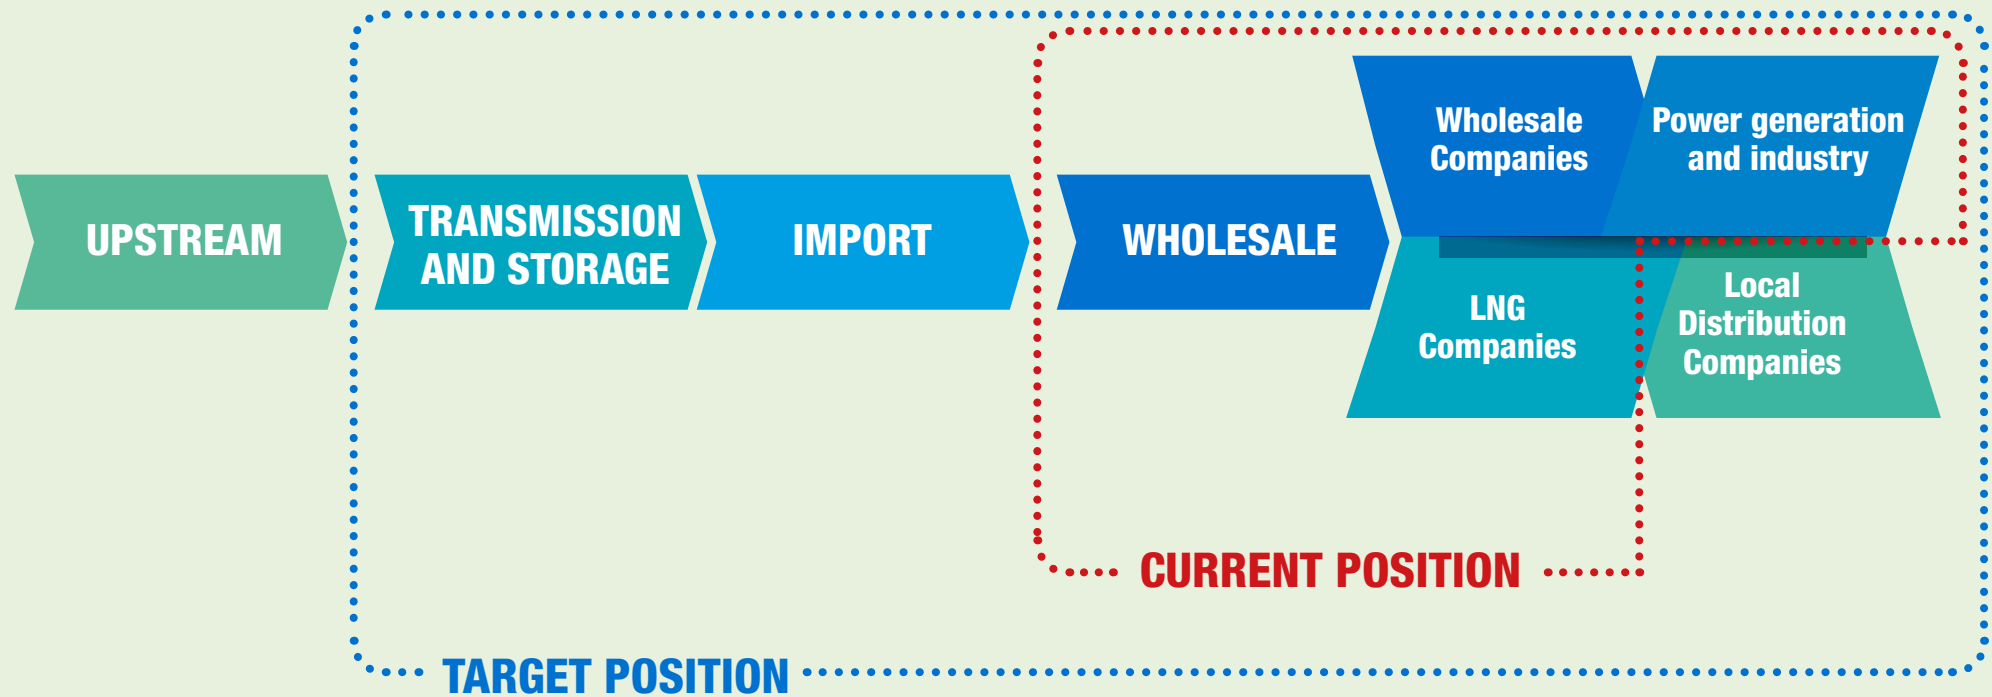 UPSTREAM
TRANSMISSION
AND STORAGE
IMPORT
WHOLESALE
Wholesale
Companies
Power generation
and industry
LNG
Companies
Local
Distribution
Companies
CURRENT POSITION
TARGET POSITION